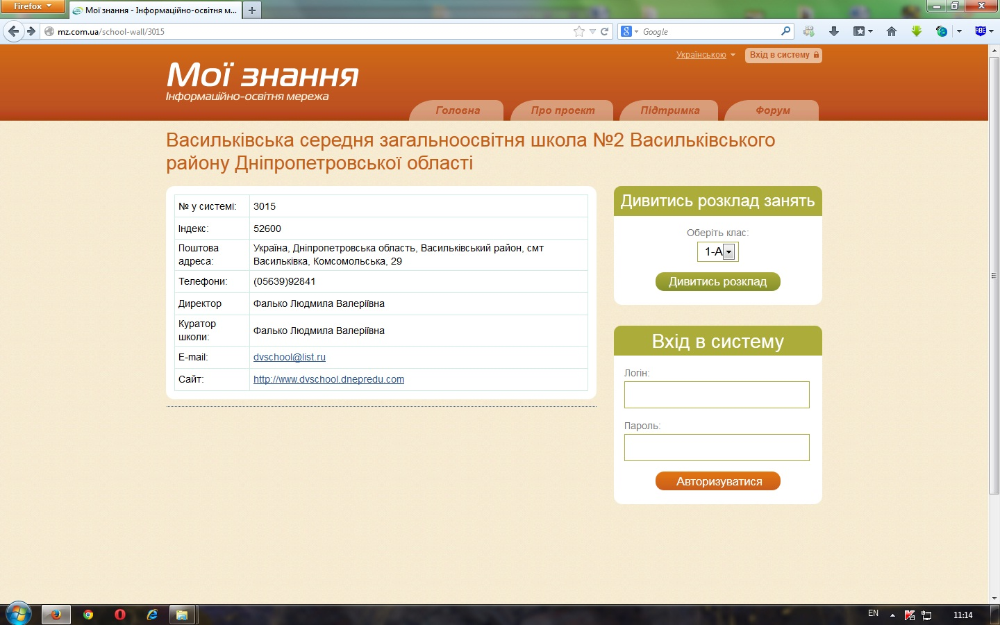 Firefox
Мої знання - Інформаційно-освітня м...
mz.com.ua/school-wall/3015
Google
Українською
Вхід в систему
Мої знання
Інформаційно-освітня мережа
Головна
Про проект
Підтримка
Форум
Васильківська середня загальноосвітня школа №2 Васильківського
району Дніпропетровської області
№ у системі: 3015
Індекс: 52600
Поштова адреса: Україна, Дніпропетровська область, Васильківський район, смт
Васильківка, Комсомольська, 29
Телефони: (05639)92841
Директор Фалько Людмила Валеріївна
Куратор школи: Фалько Людмила Валеріївна
E-mail: dvschool@list.ru
Сайт: http://www.dvschool.dnepredu.com
Дивитись розклад занять
Оберіть клас:
1-А
Дивитись розклад
Вхід в систему
Логін:
Пароль:
Авторизуватися
EN
11:14